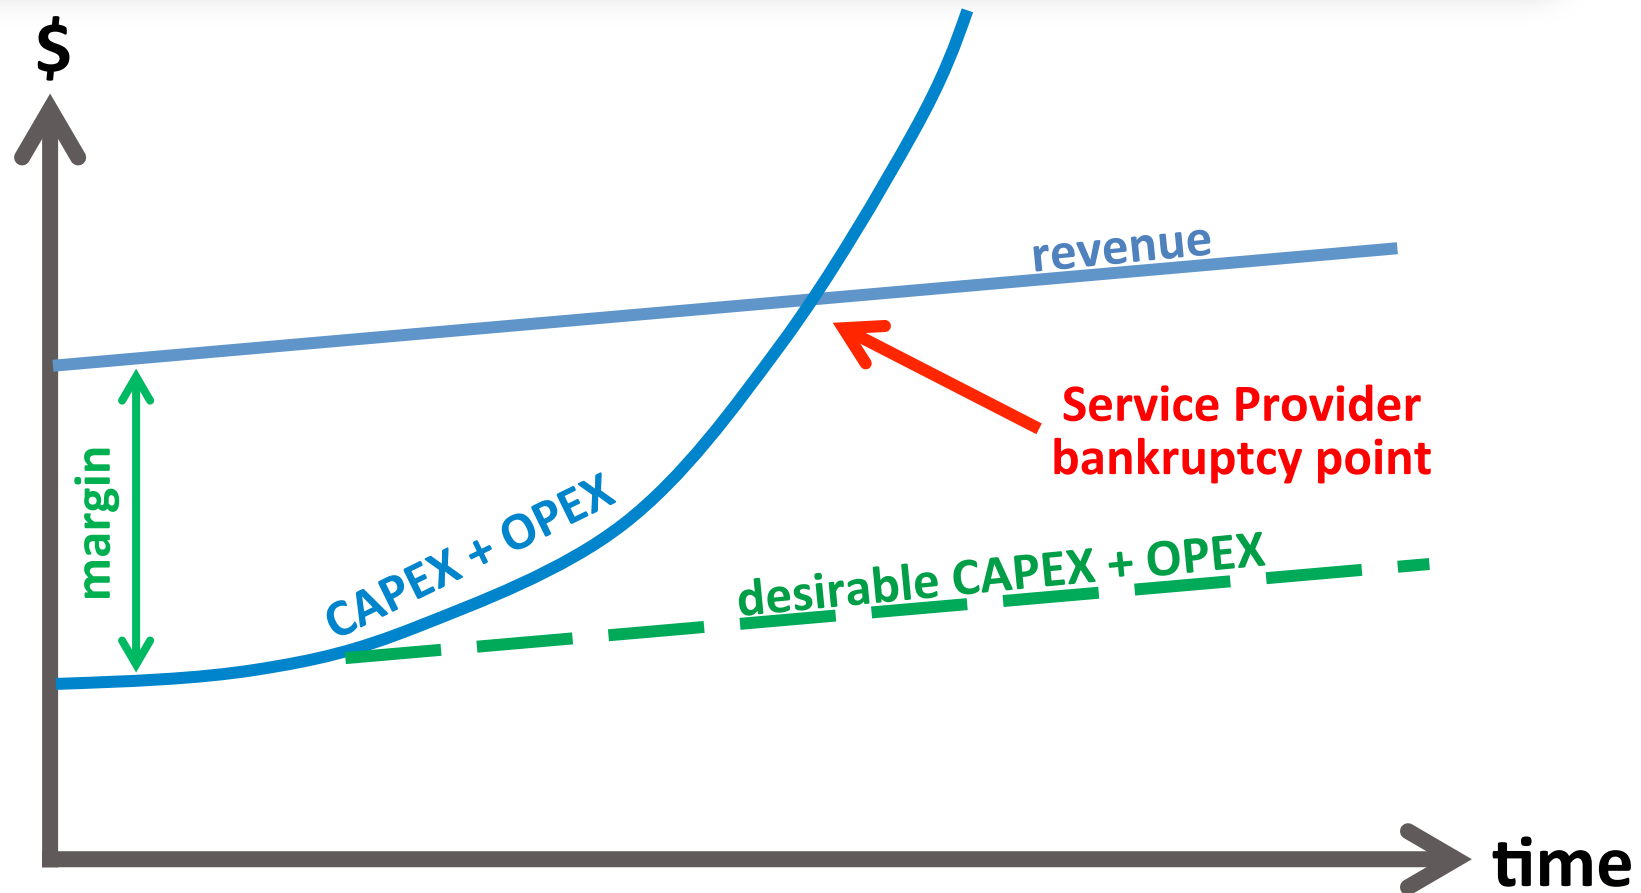 $
revenue
Service Provider
bankruptcy point
margin
CAPEX + OPEX
desirable CAPEX + OPEX
time